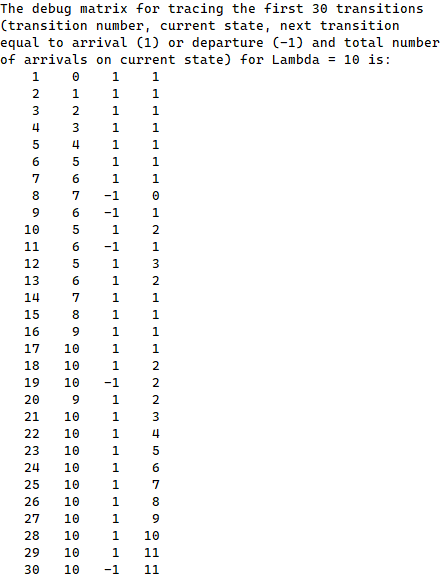 The debug matrix for tracing the first 30 transitions
(transition number, current state, next transition
equal to arrival (1) or departure (-1) and total number
of arrivals on current state) for Lambda = 10 is:
1 0 1 1
2 1 1 1
3 2 1 1
4 3 1 1
5 4 1 1
6 5 1 1
7 6 1 1
8 7 -1 0
9 6 -1 1
10 5 1 2
11 6 -1 1
12 5 1 3
13 6 1 2
14 7 1 1
15 8 1 1
16 9 1 1
17 10 1 1
18 10 1 2
19 10 -1 2
20 9 1 2
21 10 1 3
22 10 1 4
23 10 1 5
24 10 1 6
25 10 1 7
26 10 1 8
27 10 1 9
28 10 1 10
29 10 1 11
30 10 -1 11